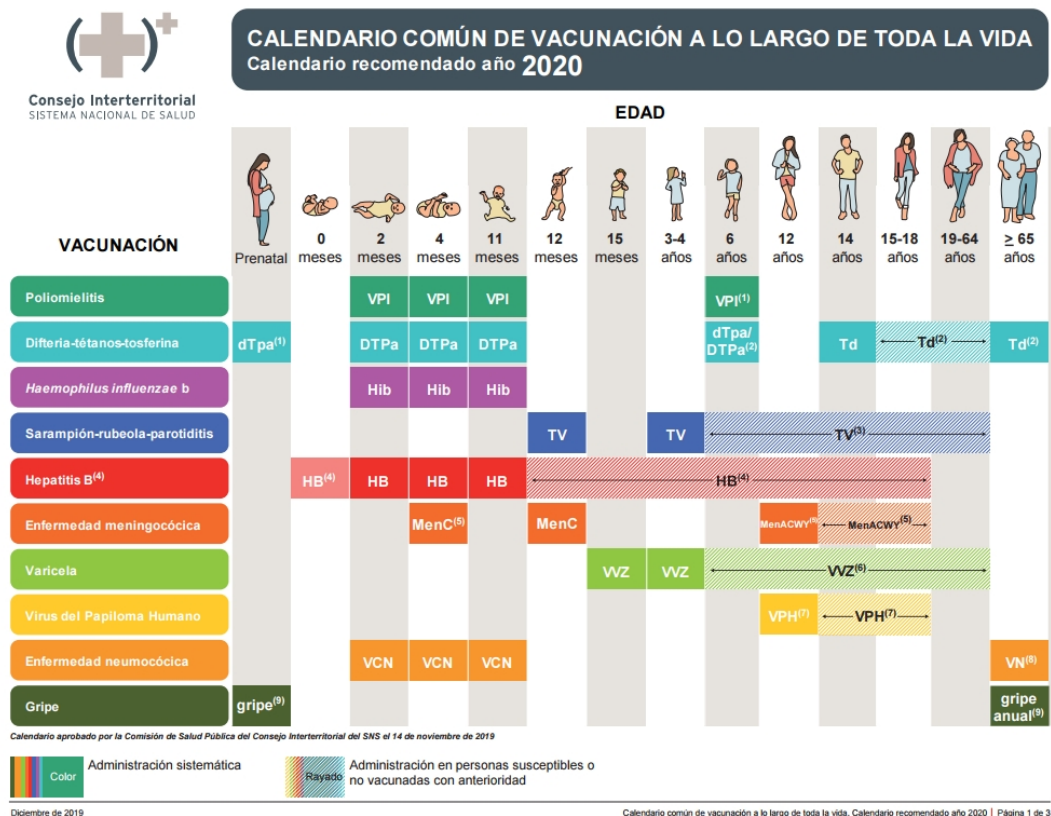 CALENDARIO COMÚN DE VACUNACIÓN A LO LARGO DE TODA LA VIDA
Calendario recomendado año 2020
Consejo Interterritorial
SISTEMA NACIONAL DE SALUD
EDAD
VACUNACIÓN
Prenatal
0 meses
2 meses
4 meses
11 meses
12 meses
15 meses
3-4 años
6 años
12 años
14 años
15-18 años
19-64 años
≥ 65 años
Poliomielitis VPI VPI VPI VPI(1)
Difteria-tétanos-tosferina dTpa(1) DTPa DTPa DTPa dTpa/ DTPa(2) Td Td(2) Td(2)
Haemophilus influenzae b Hib Hib Hib
Sarampión-rubeola-parotiditis TV TV TV(3)
Hepatitis B(4) HB(4) HB HB HB HB(4)
Enfermedad meningocócica MenC(5) MenC MenACWY(5) MenACWY(5)
Varicela VVZ VVZ VVZ(6)
Virus del Papiloma Humano VPH(7) VPH(7)
Enfermedad neumocócica VCN VCN VCN VN(8)
Gripe gripe(9) gripe anual(9)
Calendario aprobado por la Comisión de Salud Pública del Consejo Interterritorial del SNS el 14 de noviembre de 2019
Color Administración sistemática
Rayado Administración en personas susceptibles o
no vacunadas con anterioridad
Diciembre de 2019
Calendario común de vacunación a lo largo de toda la vida. Calendario recomendado año 2020 | Página 1 de 3